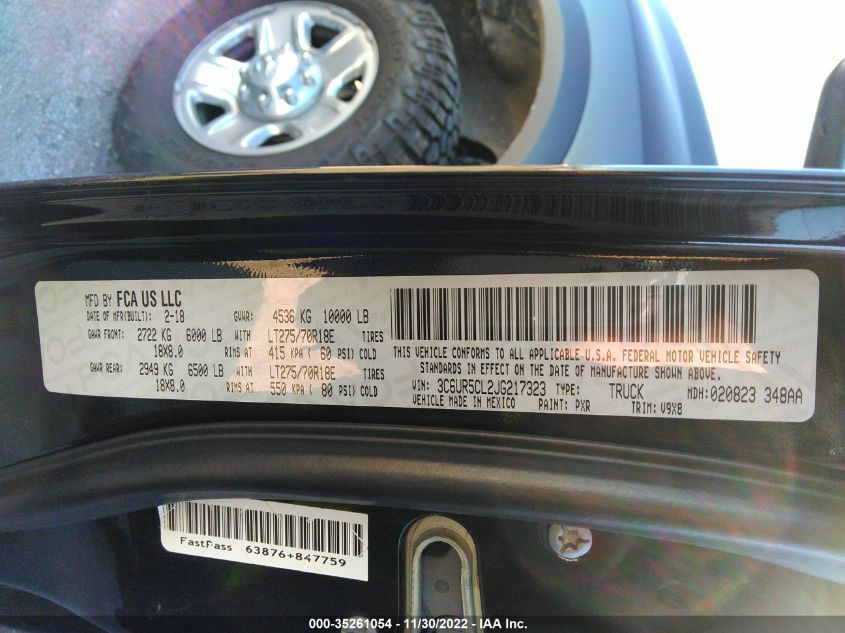 MFD BY FCA US LLC
DATE OF MFR(BUILT): 2-18 GVWR: 4536 KG 10000 LB
GAWR FRONT: 2722 KG 6000 LB WITH LT275/70R18E TIRES
18X8.0 RIMS AT 415 KPA ( 60 PSI) COLD
GAWR REAR: 2949 KG 6500 LB WITH LT275/70R18E TIRES
18X8.0 RIMS AT 550 KPA ( 80 PSI) COLD
THIS VEHICLE CONFORMS TO ALL APPLICABLE U.S.A. FEDERAL MOTOR VEHICLE SAFETY
STANDARDS IN EFFECT ON THE DATE OF MANUFACTURE SHOWN ABOVE.
VIN: 3C6UR5CL2JG217323 TYPE: TRUCK MDH:020823 348AA
VEHICLE MADE IN MEXICO PAINT: PXR TRIM: V9X8
FastPass 63876+847759
000-35261054 - 11/30/2022 - IAA Inc.